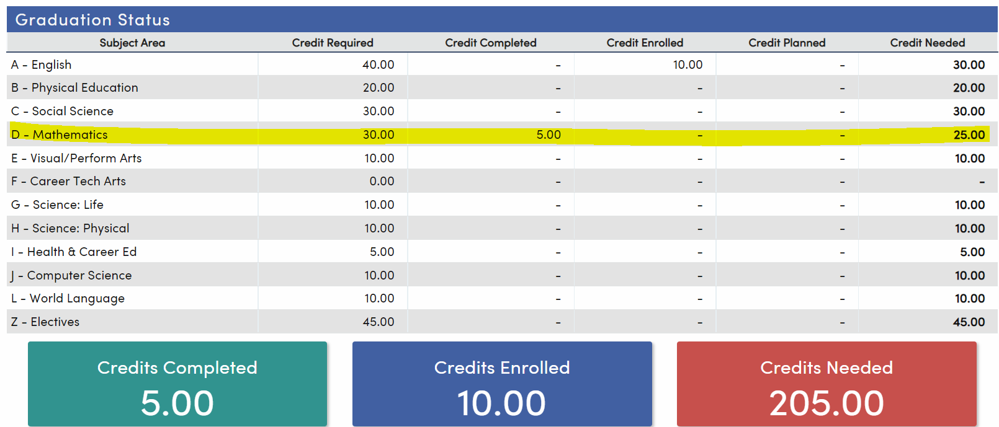 Graduation Status
Subject Area Credit Required Credit Completed Credit Enrolled Credit Planned Credit Needed
A - English 40.00 - 10.00 - 30.00
B - Physical Education 20.00 - - - 20.00
C - Social Science 30.00 - - - 30.00
D - Mathematics 30.00 5.00 - - 25.00
E - Visual/Perform Arts 10.00 - - - 10.00
F - Career Tech Arts 0.00 - - - -
G - Science: Life 10.00 - - - 10.00
H - Science: Physical 10.00 - - - 10.00
I - Health & Career Ed 5.00 - - - 5.00
J - Computer Science 10.00 - - - 10.00
L - World Language 10.00 - - - 10.00
Z - Electives 45.00 - - - 45.00
Credits Completed Credits Enrolled Credits Needed
5.00 10.00 205.00